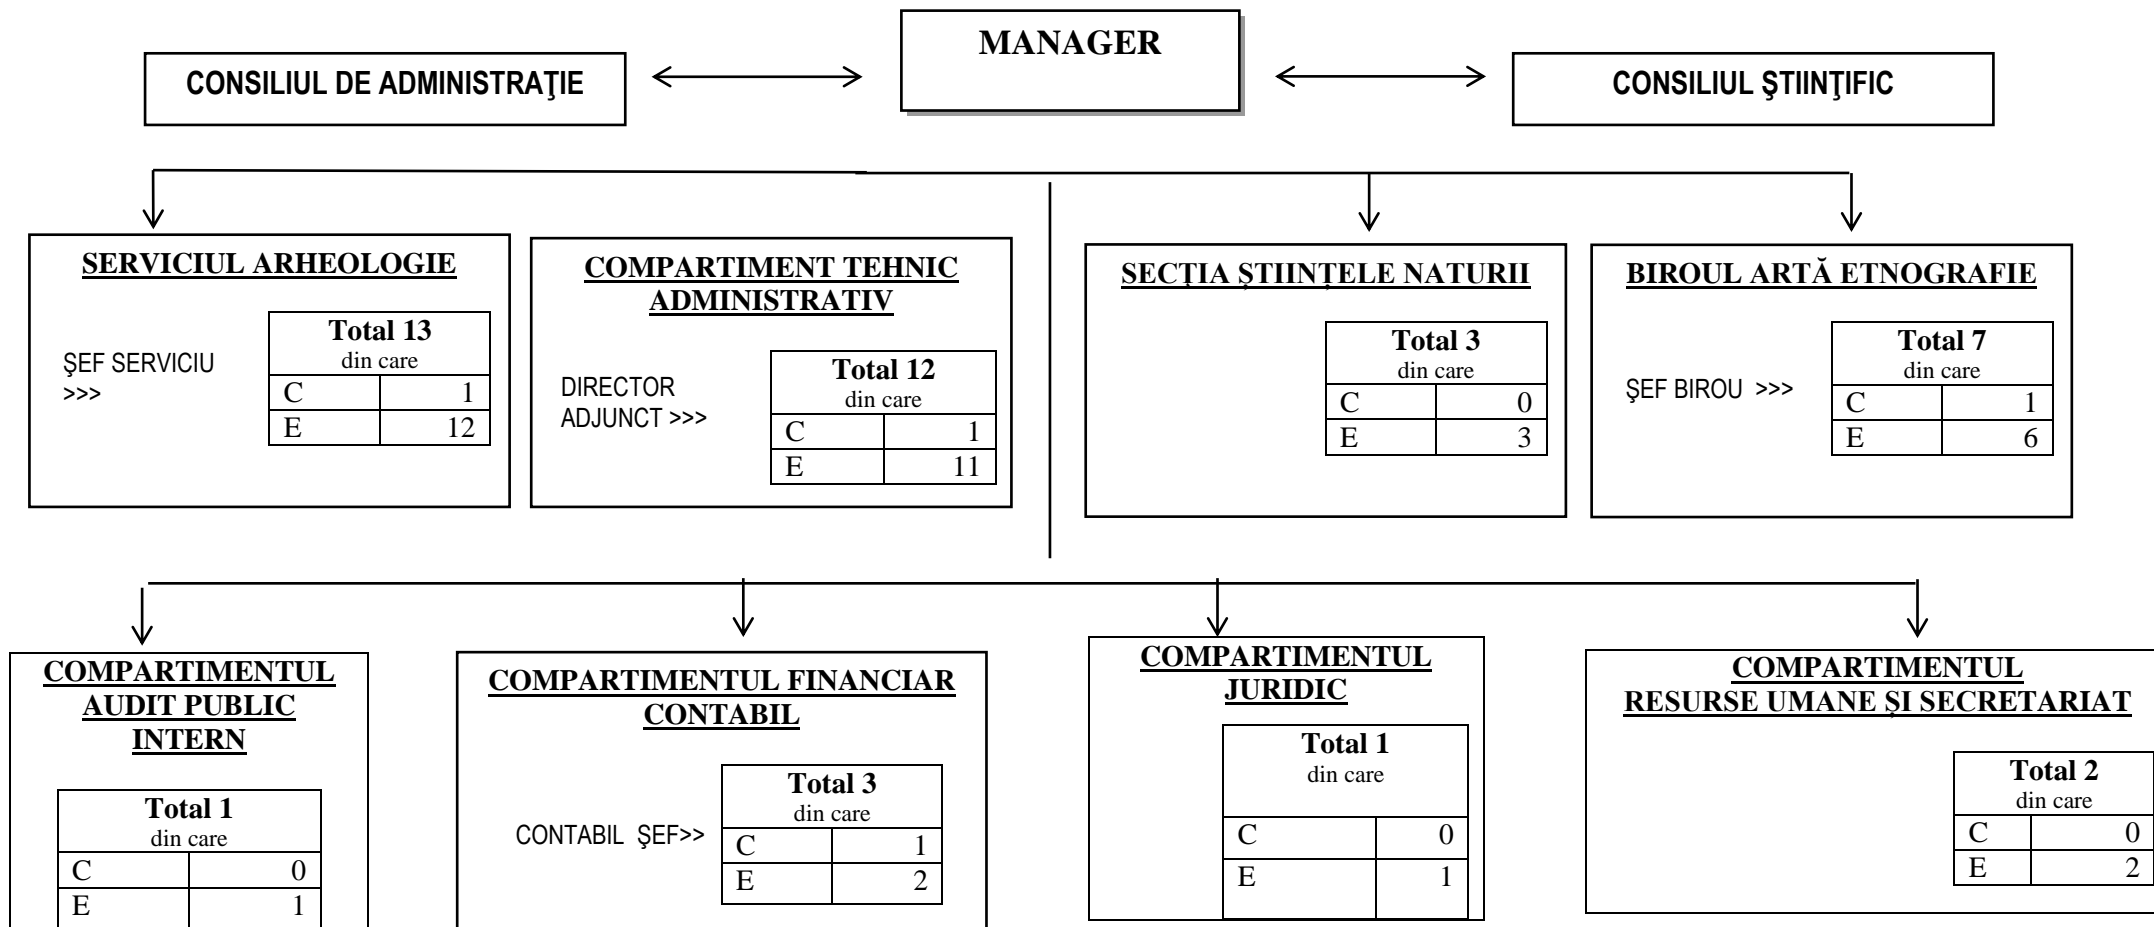 MANAGER
CONSILIUL DE ADMINISTRAŢIE
CONSILIUL ŞTIINŢIFIC
SERVICIUL ARHEOLOGIE
ŞEF SERVICIU
>>>
Total 13
din care
C 1
E 12
COMPARTIMENT TEHNIC
ADMINISTRATIV
DIRECTOR
ADJUNCT >>>
Total 12
din care
C 1
E 11
SECȚIA ȘTIINȚELE NATURII
Total 3
din care
C 0
E 3
BIROUL ARTĂ ETNOGRAFIE
ŞEF BIROU >>>
Total 7
din care
C 1
E 6
COMPARTIMENTUL
AUDIT PUBLIC
INTERN
Total 1
din care
C 0
E 1
COMPARTIMENTUL FINANCIAR
CONTABIL
CONTABIL ŞEF>>
Total 3
din care
C 1
E 2
COMPARTIMENTUL
JURIDIC
Total 1
din care
C 0
E 1
COMPARTIMENTUL
RESURSE UMANE ȘI SECRETARIAT
Total 2
din care
C 0
E 2